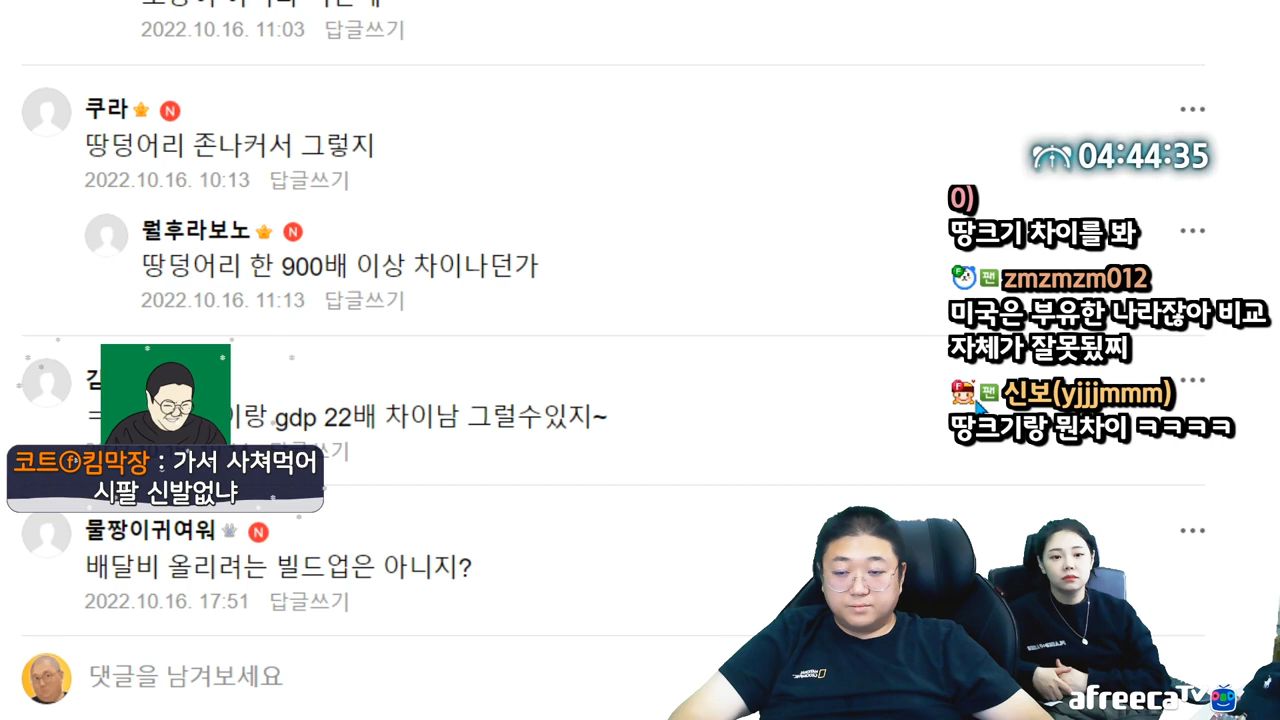 2022.10.16. 11:03 답글쓰기
쿠라
N
땅덩어리 존나커서 그렇지
2022.10.16. 10:13 답글쓰기
뭘후라보노
N
땅덩어리 한 900배 이상 차이나던가
2022.10.16. 11:13 답글쓰기
이랑 gdp 22배 차이남 그럴수있지~
코트ⓕ킴막장 : 가서 사쳐먹어
시팔 신발없냐
물짱이귀여워
N
배달비 올리려는 빌드업은 아니지?
2022.10.16. 17:51 답글쓰기
댓글을 남겨보세요
04:44:35
0)
땅크기 차이를 봐
팬 zmzmzm012
미국은 부유한 나라잖아 비교
자체가 잘못됬찌
팬 신보(yjjjmmm)
땅크기랑 뭔차이 ㅋㅋㅋㅋ
afreecaTV